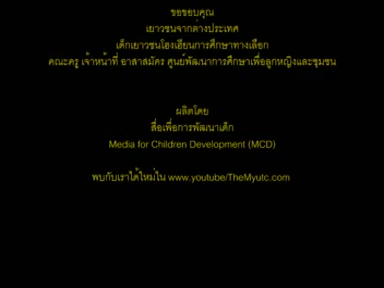 ขอขอบคุณ
เยาวชนจากต่างประเทศ
เด็กเยาวชนโฮงเฮียนการศึกษาทางเลือก
คณะครู เจ้าหน้าที่ อาสาสมัคร ศูนย์พัฒนาการศึกษาเพื่อลูกหญิงและชุมชน
ผลิตโดย
สื่อเพื่อการพัฒนาเด็ก
Media for Children Development (MCD)
พบกับเราได้ใหม่ใน www.youtube/TheMyutc.com